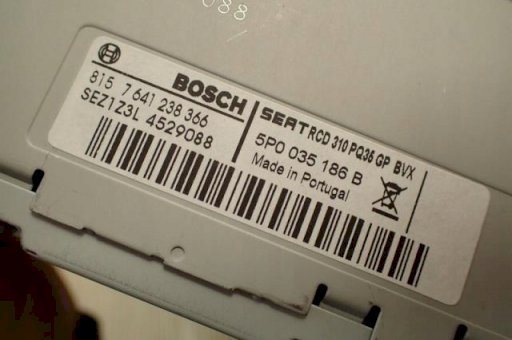 088
BOSCH
815 7 641 238 366
SEZ1Z3L 4529088
SEAT RCD 310 PQ35 GP BVX
5P0 035 186 B
Made in Portugal